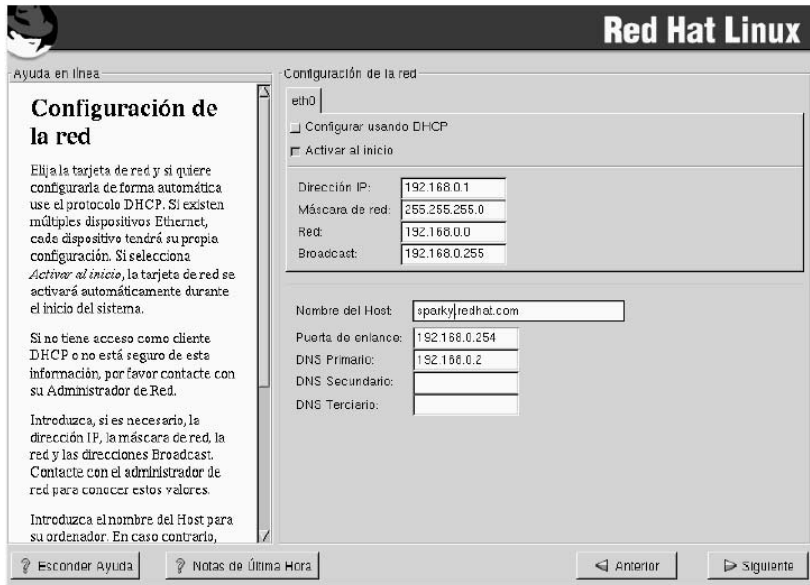 Red Hat Linux
Ayuda en línea
Configuración de
la red
Elija la tarjeta de red y si quiere
configurarla de forma automática
use el protocolo DHCP. Si existen
múltiples dispositivos Ethernet,
cada dispositivo tendrá su propia
configuración. Si selecciona
Activar al inicio, la tarjeta de red se
activará automáticamente durante
el inicio del sistema.
Si no tiene acceso como cliente
DHCP o no está seguro de esta
información, por favor contacte con
su Administrador de Red.
Introduzca, si es necesario, la
dirección IP, la máscara de red, la
red y las direcciones Broadcast.
Contacte con el administrador de
red para conocer estos valores.
Introduzca el nombre del Host para
su ordenador. En caso contrario,
Configuración de la red
eth0
Configurar usando DHCP
Activar al inicio
Dirección IP: 192.168.0.1
Máscara de red: 255.255.255.0
Red: 192.168.0.0
Broadcast: 192.168.0.255
Nombre del Host: sparky.redhat.com
Puerta de enlance: 192.168.0.254
DNS Primario: 192.168.0.2
DNS Secundario:
DNS Terciario:
? Esconder Ayuda
? Notas de Última Hora
Anterior
Siguiente